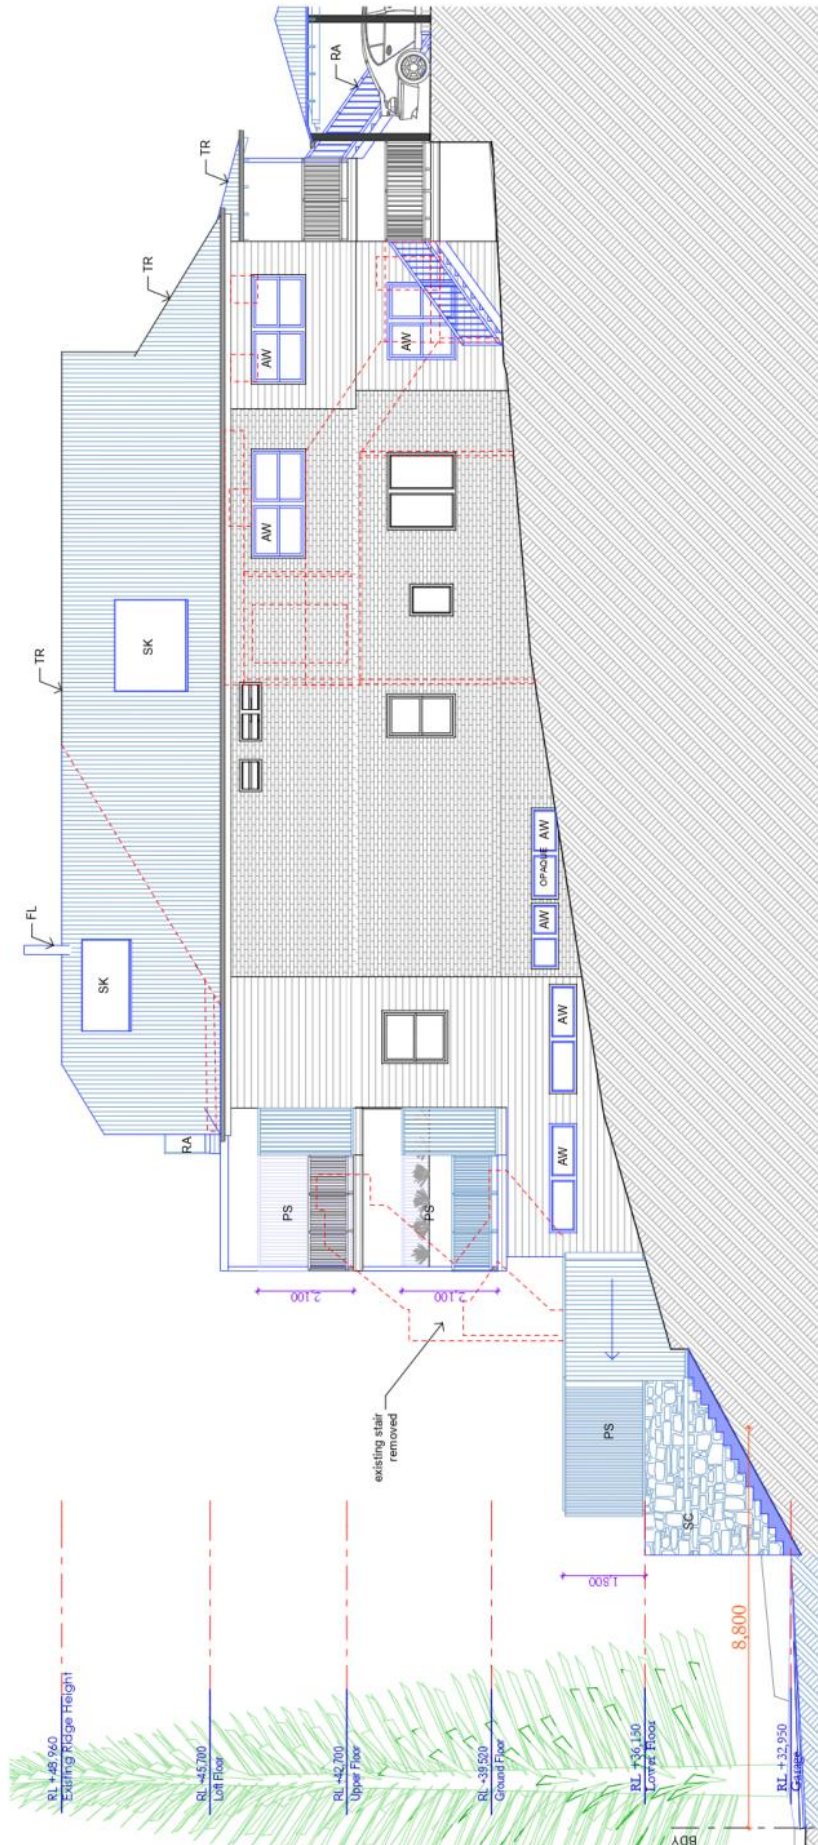 RL +48,960
Existing Ridge Height
RL +45,700
Loft Floor
RL +42,700
Upper Floor
RL +39,520
Ground Floor
RL +36,150
Lower Floor
RL +32,950
Garage
BDY
8,800
1,800
existing stair
removed
2,100
2,100
PS
PS
PS
SC
RA
FL
SK
SK
TR
TR
TR
RA
AW
AW
AW
AW
AW
AW
OPAQUE
AW
AW